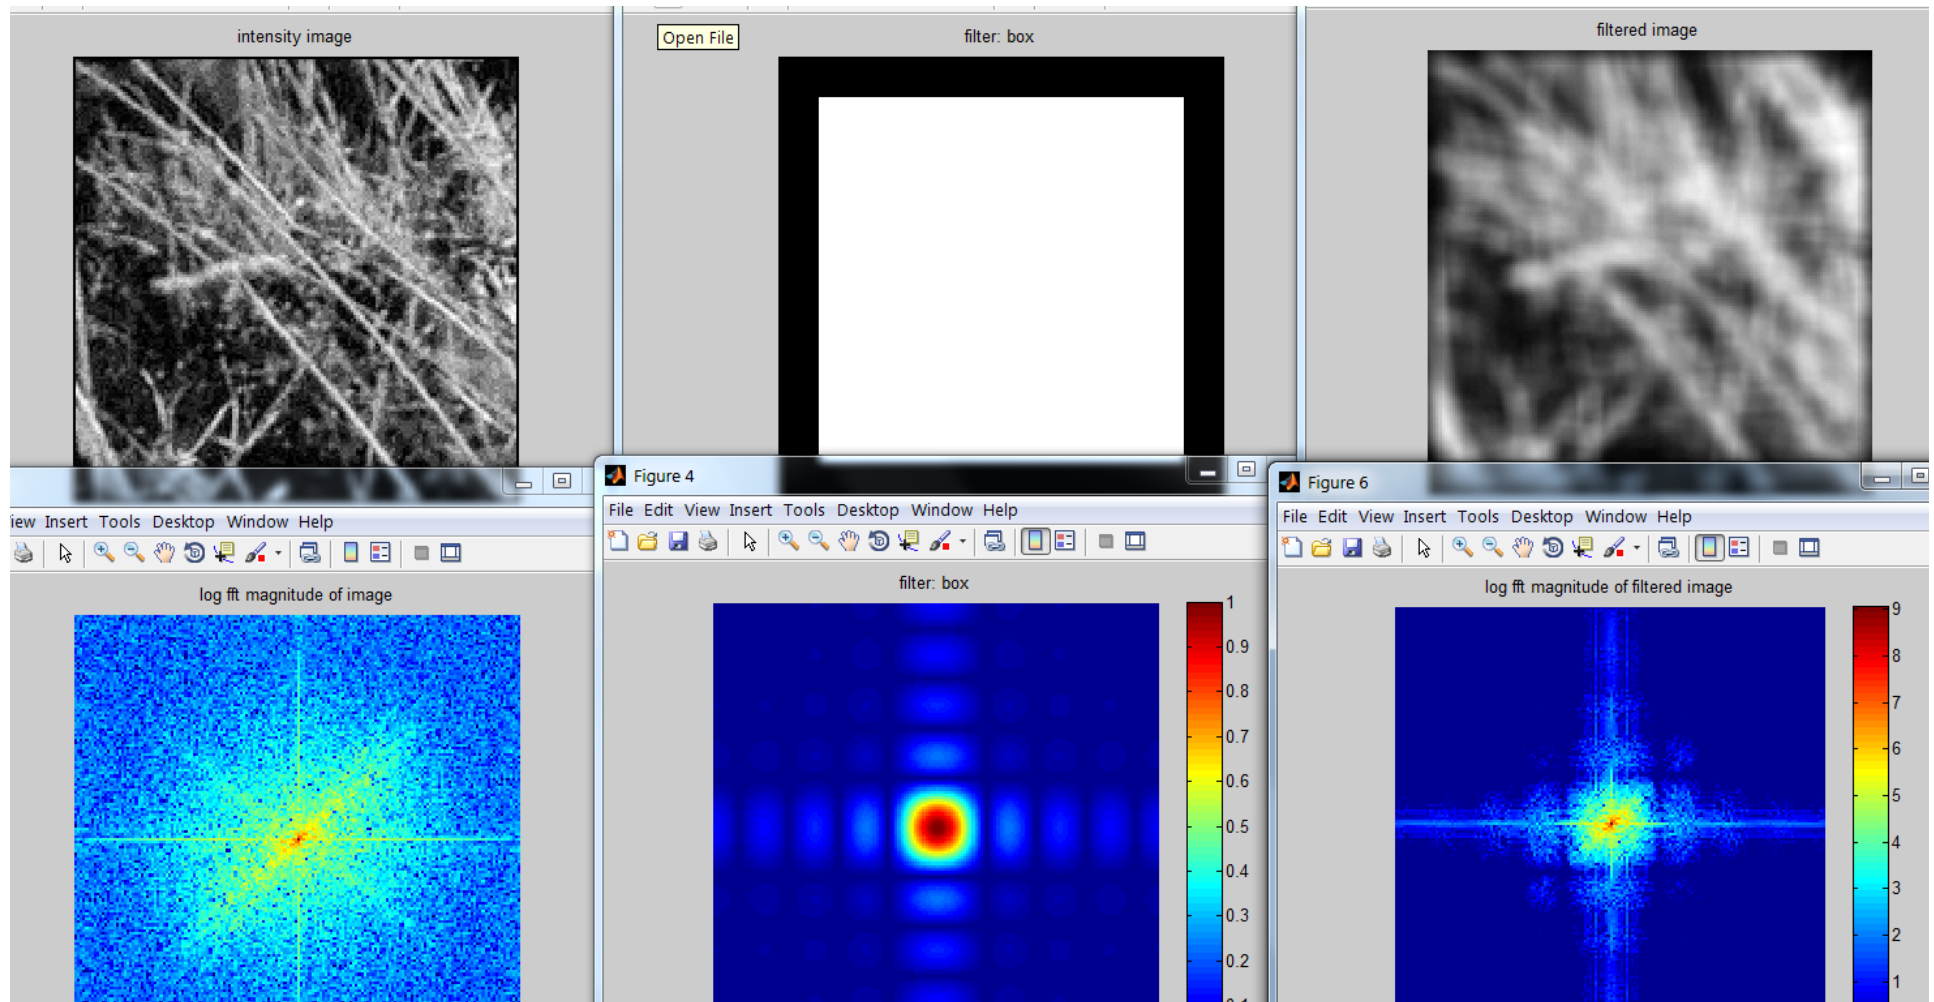 intensity image
Open File
filter: box
filtered image
iew Insert Tools Desktop Window Help
log fft magnitude of image
Figure 4
File Edit View Insert Tools Desktop Window Help
filter: box
1
0.9
0.8
0.7
0.6
0.5
0.4
0.3
0.2
Figure 6
File Edit View Insert Tools Desktop Window Help
log fft magnitude of filtered image
9
8
7
6
5
4
3
2
1